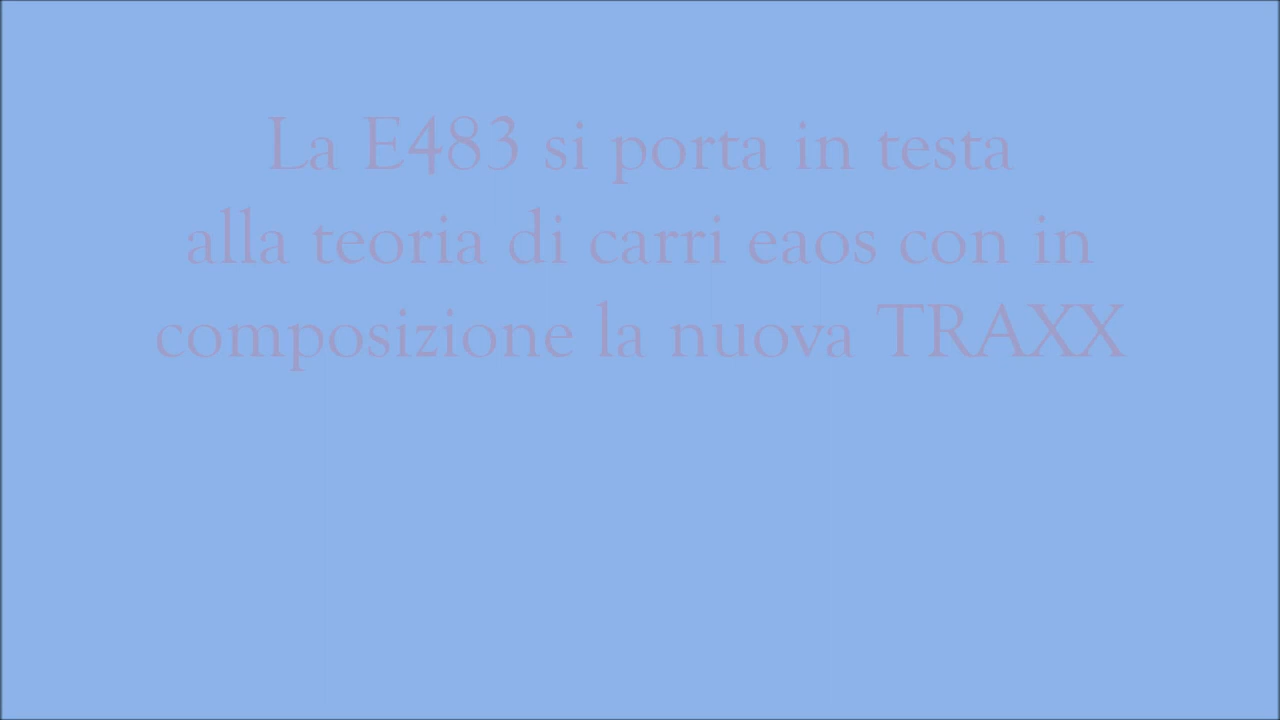 La E483 si porta in testa
alla teoria di carri eaos con in
composizione la nuova TRAXX